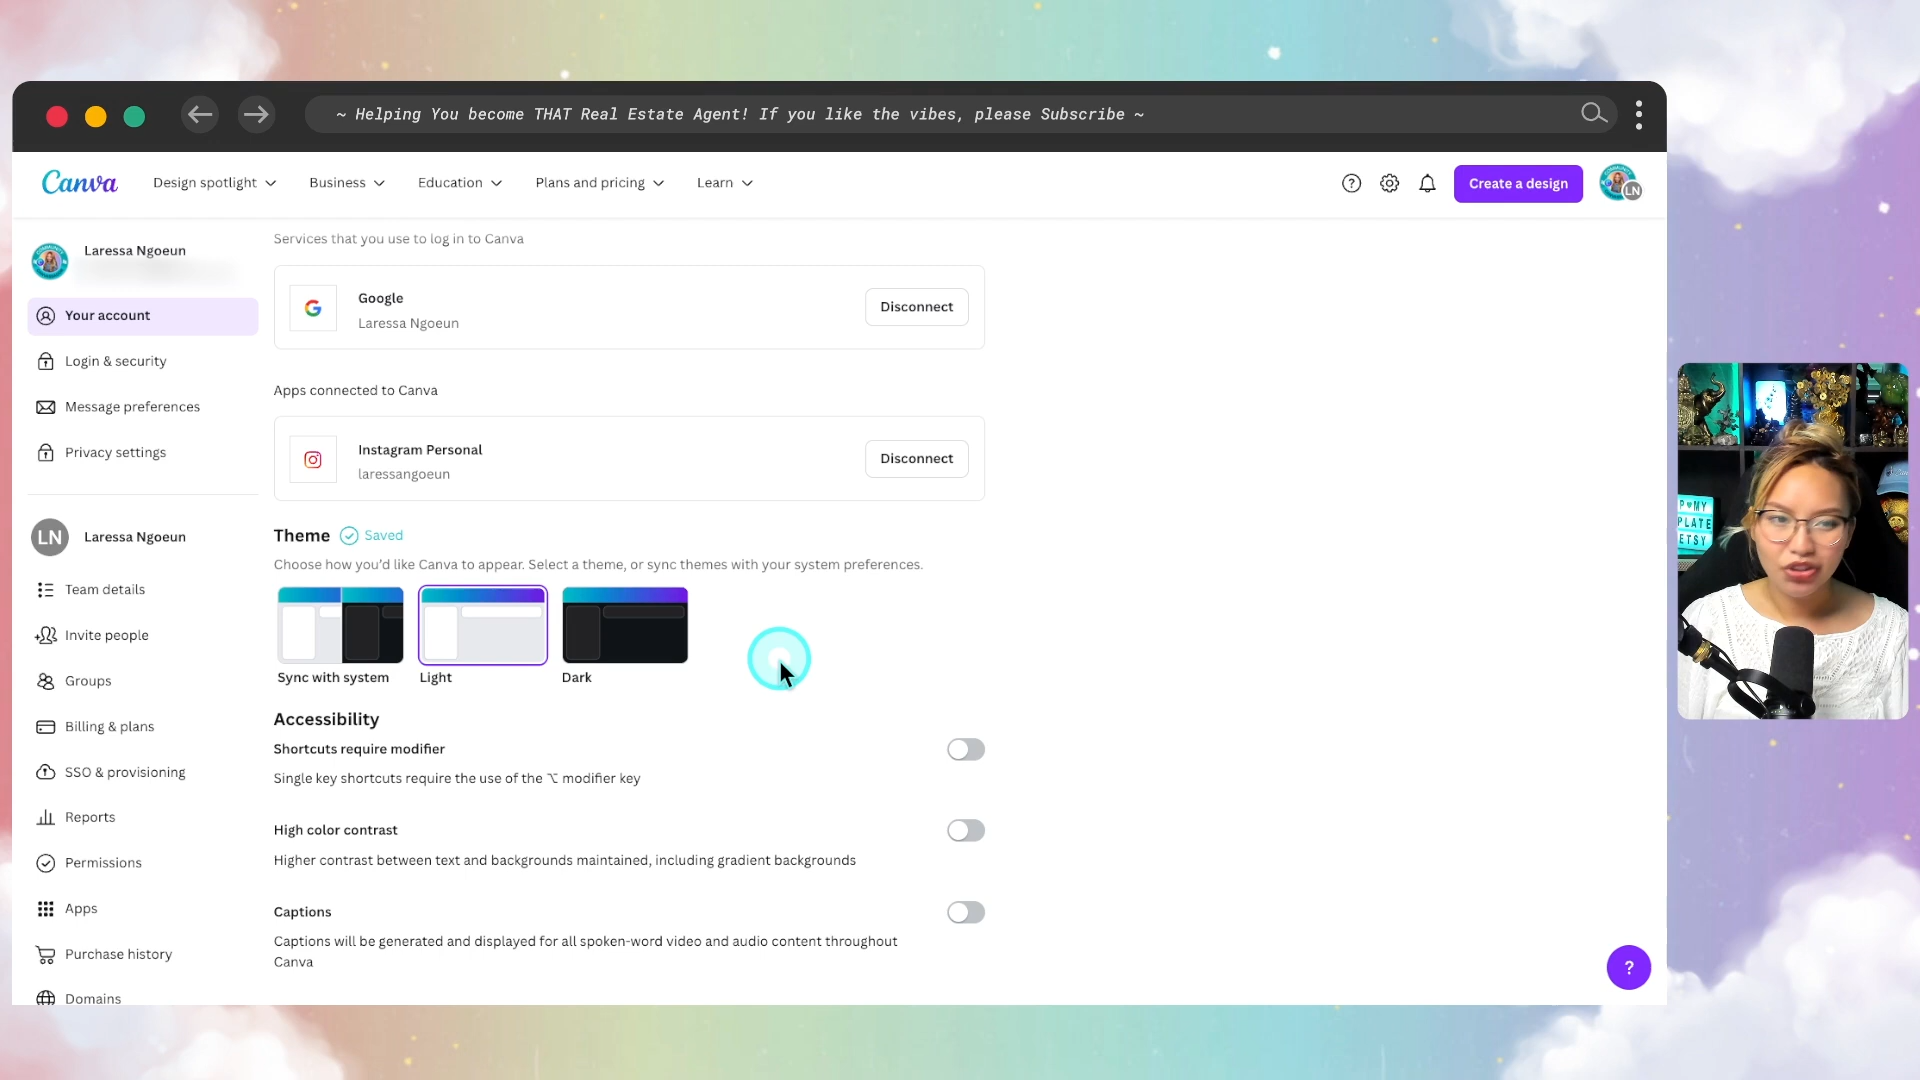 ~ Helping You become THAT Real Estate Agent! If you like the vibes, please Subscribe ~
Canva
Design spotlight
Business
Education
Plans and pricing
Learn
Create a design
LN
Laressa Ngoeun
Your account
Login & security
Message preferences
Privacy settings
LN
Laressa Ngoeun
Team details
Invite people
Groups
Billing & plans
SSO & provisioning
Reports
Permissions
Apps
Purchase history
Domains
Services that you use to log in to Canva
Google
Laressa Ngoeun
Disconnect
Apps connected to Canva
Instagram Personal
laressangoeun
Disconnect
Theme
Saved
Choose how you’d like Canva to appear. Select a theme, or sync themes with your system preferences.
Sync with system
Light
Dark
Accessibility
Shortcuts require modifier
Single key shortcuts require the use of the ⌥ modifier key
High color contrast
Higher contrast between text and backgrounds maintained, including gradient backgrounds
Captions
Captions will be generated and displayed for all spoken-word video and audio content throughout
Canva
?
MY
PLATE
ETSY